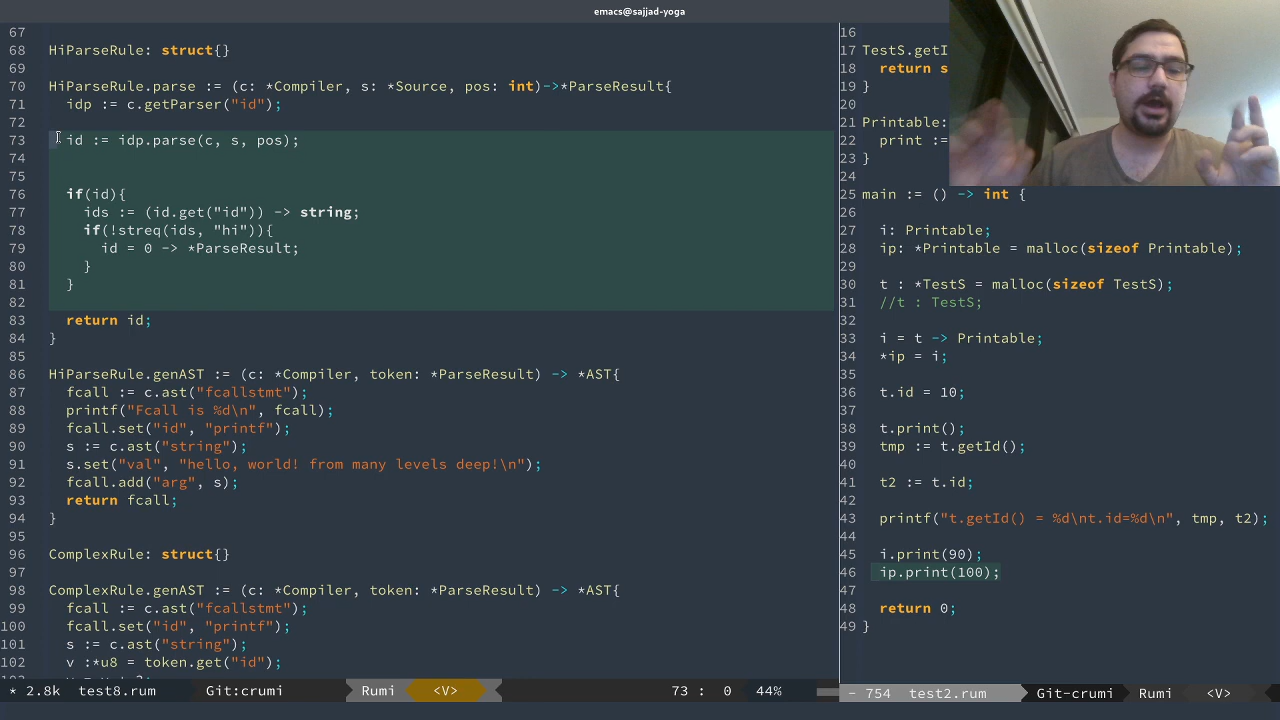 emacs@sajjad-yoga
67
68 HiParseRule: struct{}
69
70 HiParseRule.parse := (c: *Compiler, s: *Source, pos: int)->*ParseResult{
71 idp := c.getParser("id");
72
73 id := idp.parse(c, s, pos);
74
75
76 if(id){
77 ids := (id.get("id")) -> string;
78 if(!streq(ids, "hi")){
79 id = 0 -> *ParseResult;
80 }
81 }
82
83 return id;
84 }
85
86 HiParseRule.genAST := (c: *Compiler, token: *ParseResult) -> *AST{
87 fcall := c.ast("fcallstmt");
88 printf("Fcall is %d\n", fcall);
89 fcall.set("id", "printf");
90 s := c.ast("string");
91 s.set("val", "hello, world! from many levels deep!\n");
92 fcall.add("arg", s);
93 return fcall;
94 }
95
96 ComplexRule: struct{}
97
98 ComplexRule.genAST := (c: *Compiler, token: *ParseResult) -> *AST{
99 fcall := c.ast("fcallstmt");
100 fcall.set("id", "printf");
101 s := c.ast("string");
102 v :*u8 = token.get("id");
* 2.8k test8.rum Git:crumi Rumi <V> 73 : 0 44%
16
17 TestS.getI
18 return s
19 }
20
21 Printable:
22 print :=
23 }
24
25 main := () -> int {
26
27 i: Printable;
28 ip: *Printable = malloc(sizeof Printable);
29
30 t : *TestS = malloc(sizeof TestS);
31 //t : TestS;
32
33 i = t -> Printable;
34 *ip = i;
35
36 t.id = 10;
37
38 t.print();
39 tmp := t.getId();
40
41 t2 := t.id;
42
43 printf("t.getId() = %d\nt.id=%d\n", tmp, t2);
44
45 i.print(90);
46 ip.print(100);
47
48 return 0;
49 }
- 754 test2.rum Git-crumi Rumi <V>